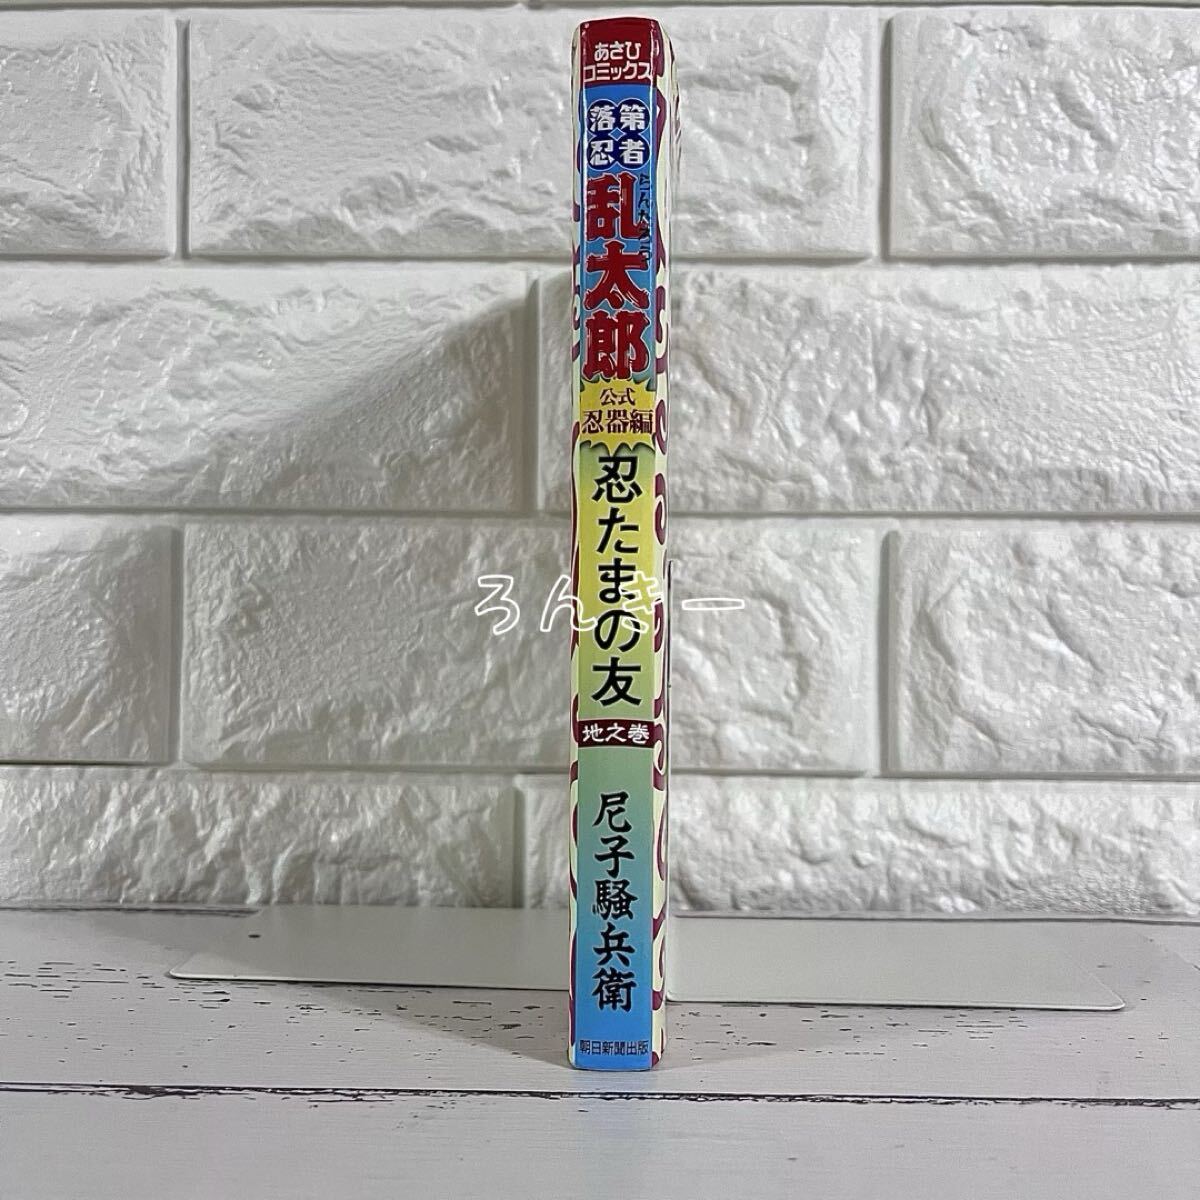 あさひ
コミックス
落第
忍者
乱太郎
らんたろう
公式
忍器編
忍たまの友
地之巻
尼子騒兵衛
朝日新聞出版
ろんきー